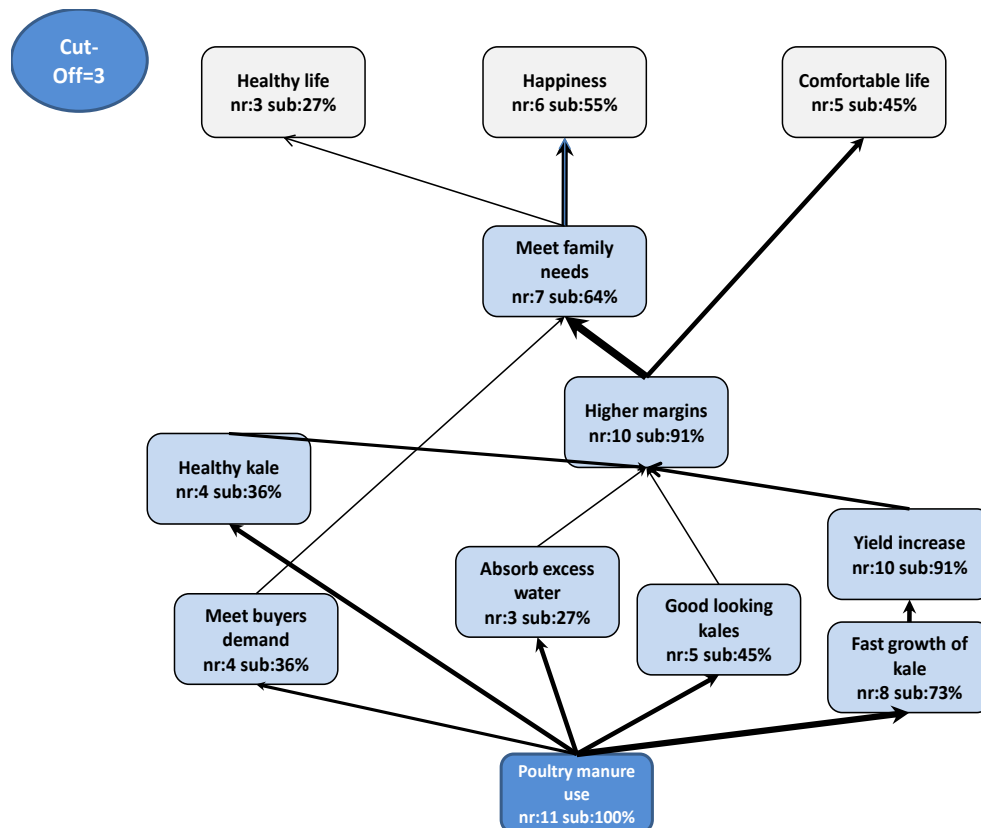 Cut-
Off=3
Healthy life
nr:3 sub:27%
Happiness
nr:6 sub:55%
Comfortable life
nr:5 sub:45%
Meet family
needs
nr:7 sub:64%
Higher margins
nr:10 sub:91%
Healthy kale
nr:4 sub:36%
Yield increase
nr:10 sub:91%
Absorb excess
water
nr:3 sub:27%
Good looking
kales
nr:5 sub:45%
Meet buyers
demand
nr:4 sub:36%
Fast growth of
kale
nr:8 sub:73%
Poultry manure
use
nr:11 sub:100%